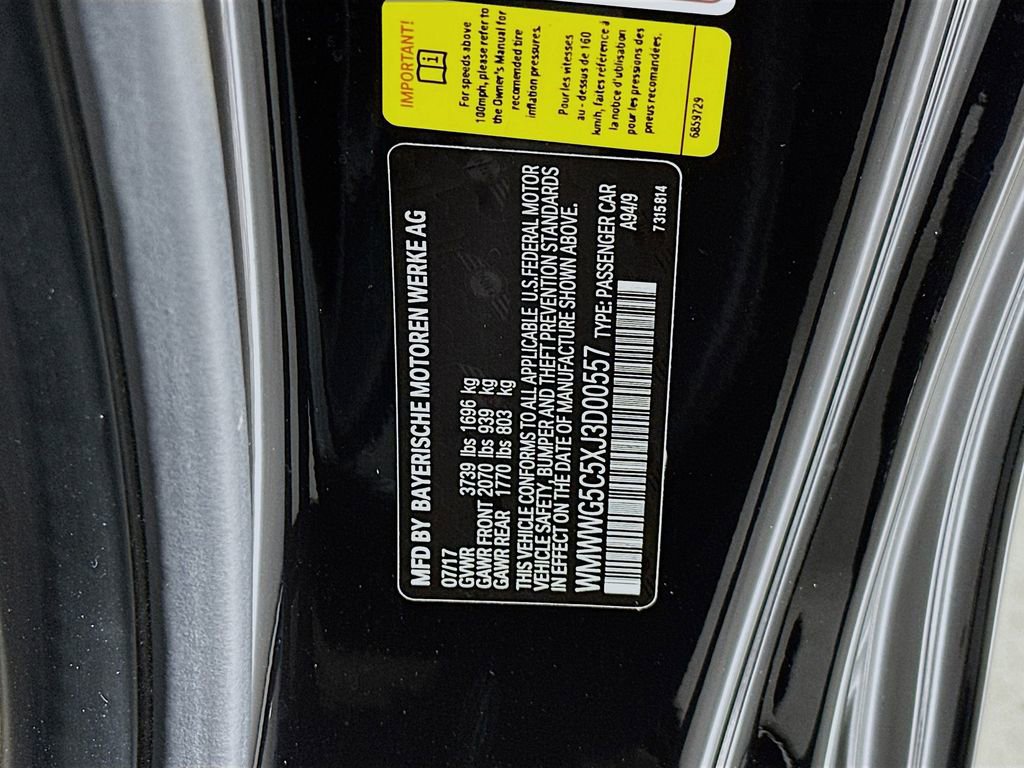 MFD BY BAYERISCHE MOTOREN WERKE AG
07/17
GVWR 3739 lbs 1696 kg
GAWR FRONT 2070 lbs 939 kg
GAWR REAR 1770 lbs 803 kg
THIS VEHICLE CONFORMS TO ALL APPLICABLE U.S.FEDERAL MOTOR
VEHICLE SAFETY, BUMPER AND THEFT PREVENTION STANDARDS
IN EFFECT ON THE DATE OF MANUFACTURE SHOWN ABOVE.
WMWWG5C5XJ3D00557 TYPE: PASSENGER CAR
A94/9
7315814
IMPORTANT!
i
For speeds above
100mph, please refer to
the Owner's Manual for
recomended tire
inflation pressures.
Pour les vitesses
au - dessus de 160
km/h, faites référence à
la notice d'utilisation
pour les pressions des
pneus recomandées.
6859729